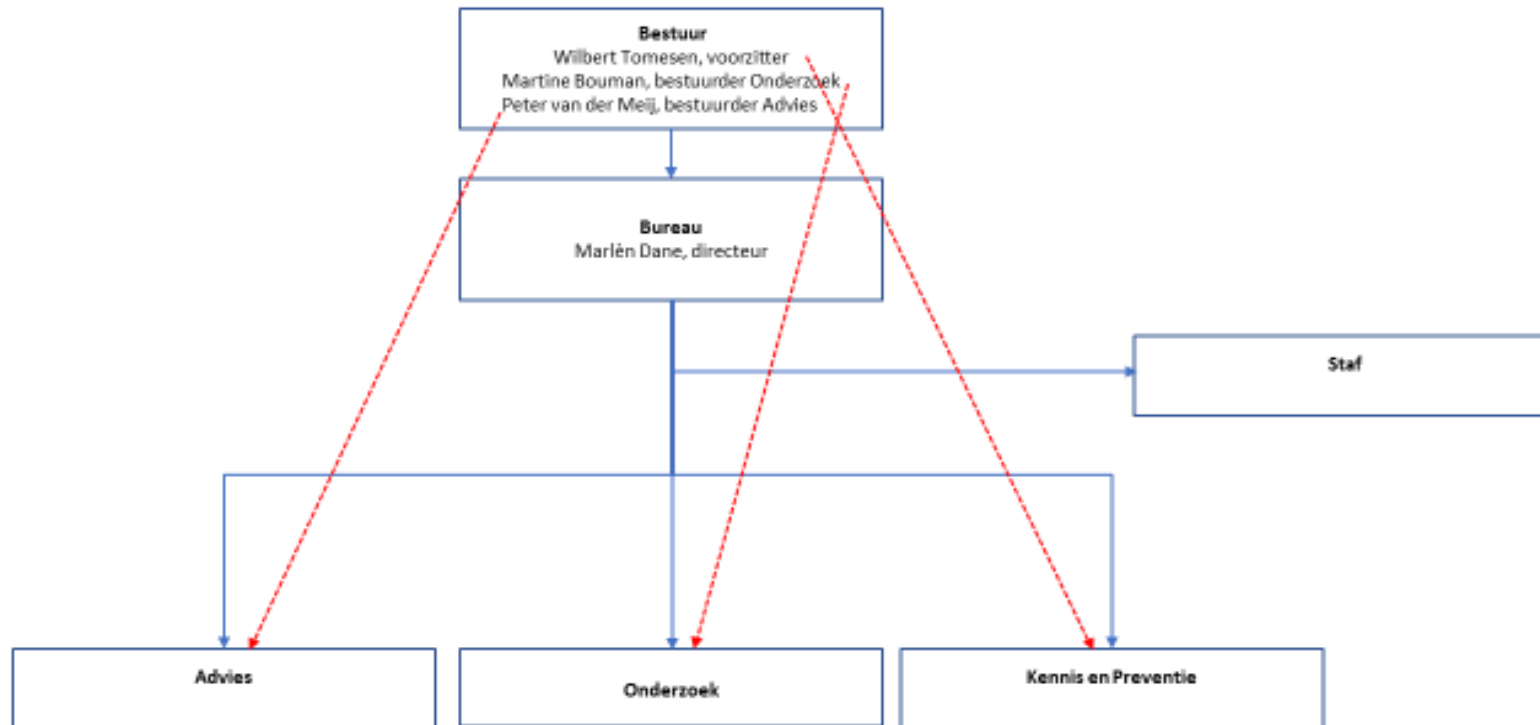 Bestuur
Wilbert Tomesen, voorzitter
Martine Bouman, bestuurder Onderzoek
Peter van der Meij, bestuurder Advies
Bureau
Marlèn Dane, directeur
Staf
Advies
Onderzoek
Kennis en Preventie